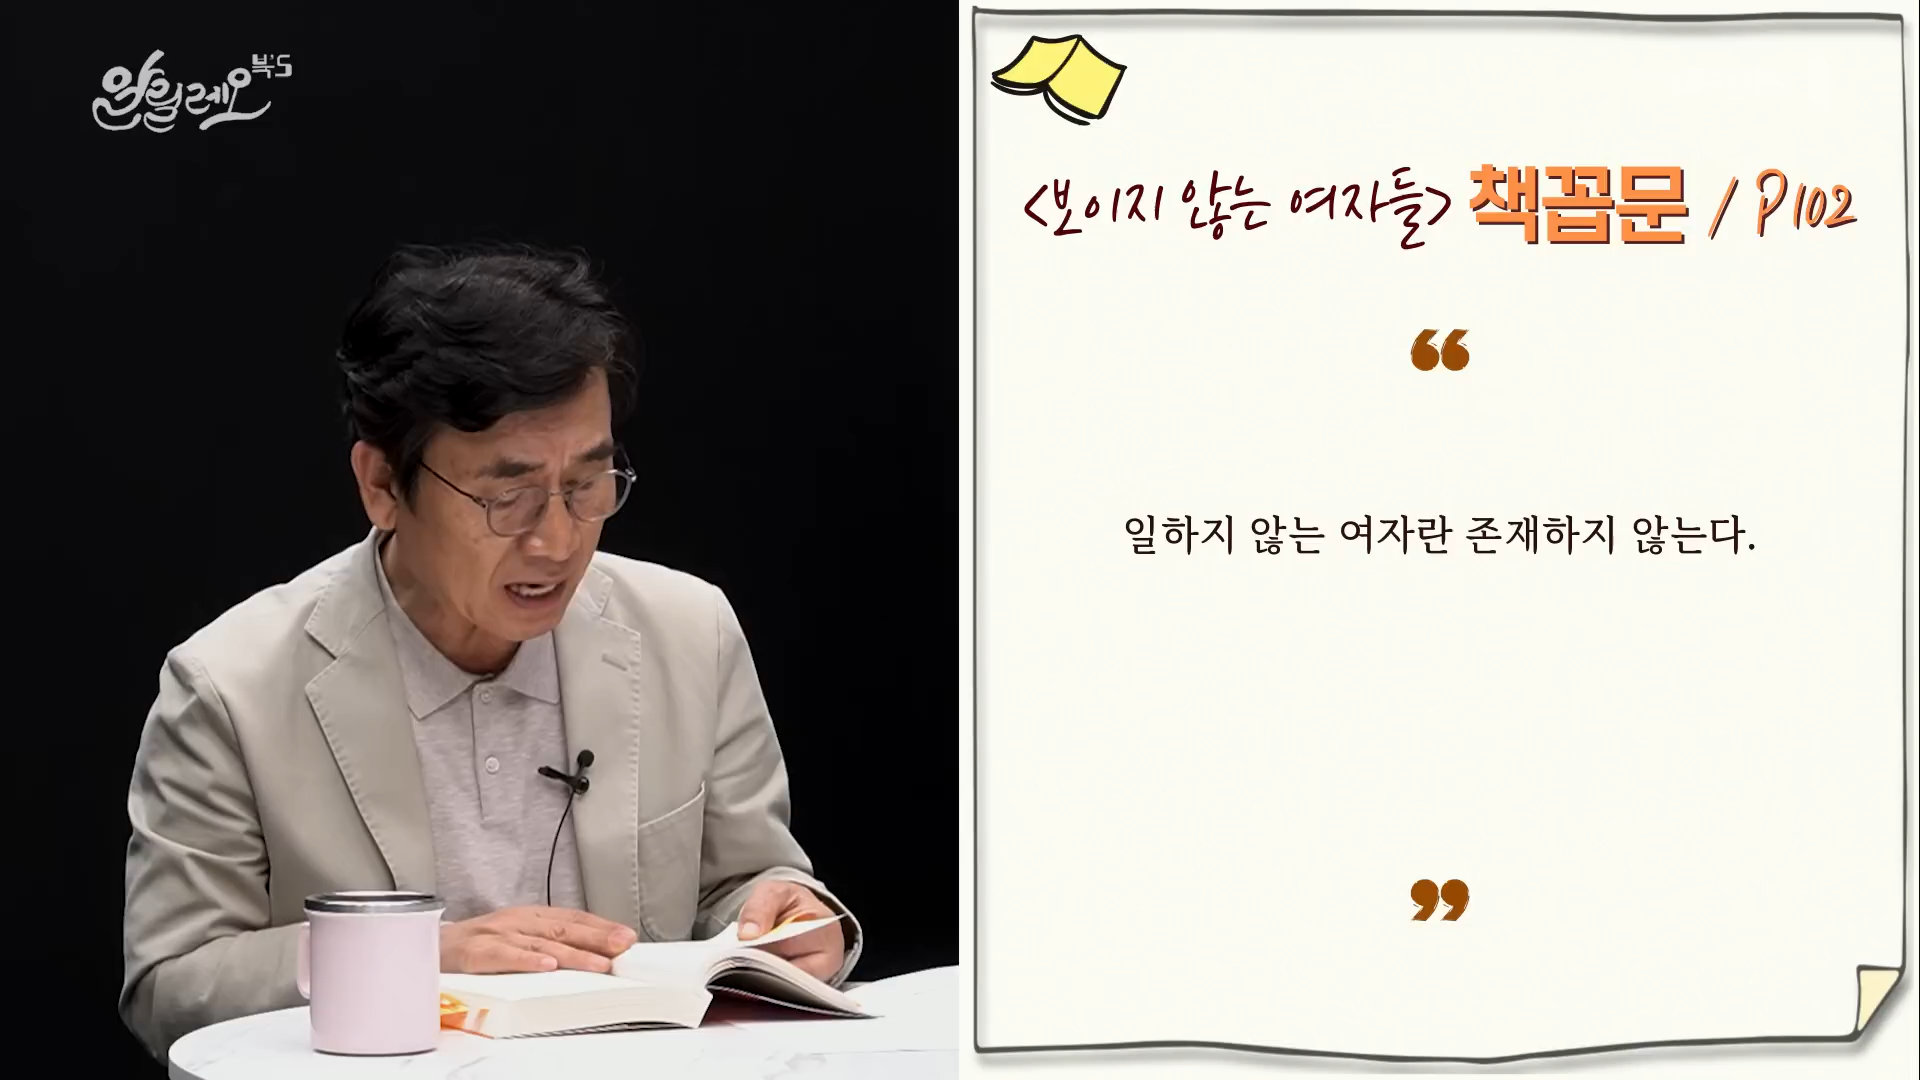 알릴레오 북's
<보이지 않는 여자들> 책꼽문 / P102
“
일하지 않는 여자란 존재하지 않는다.
”